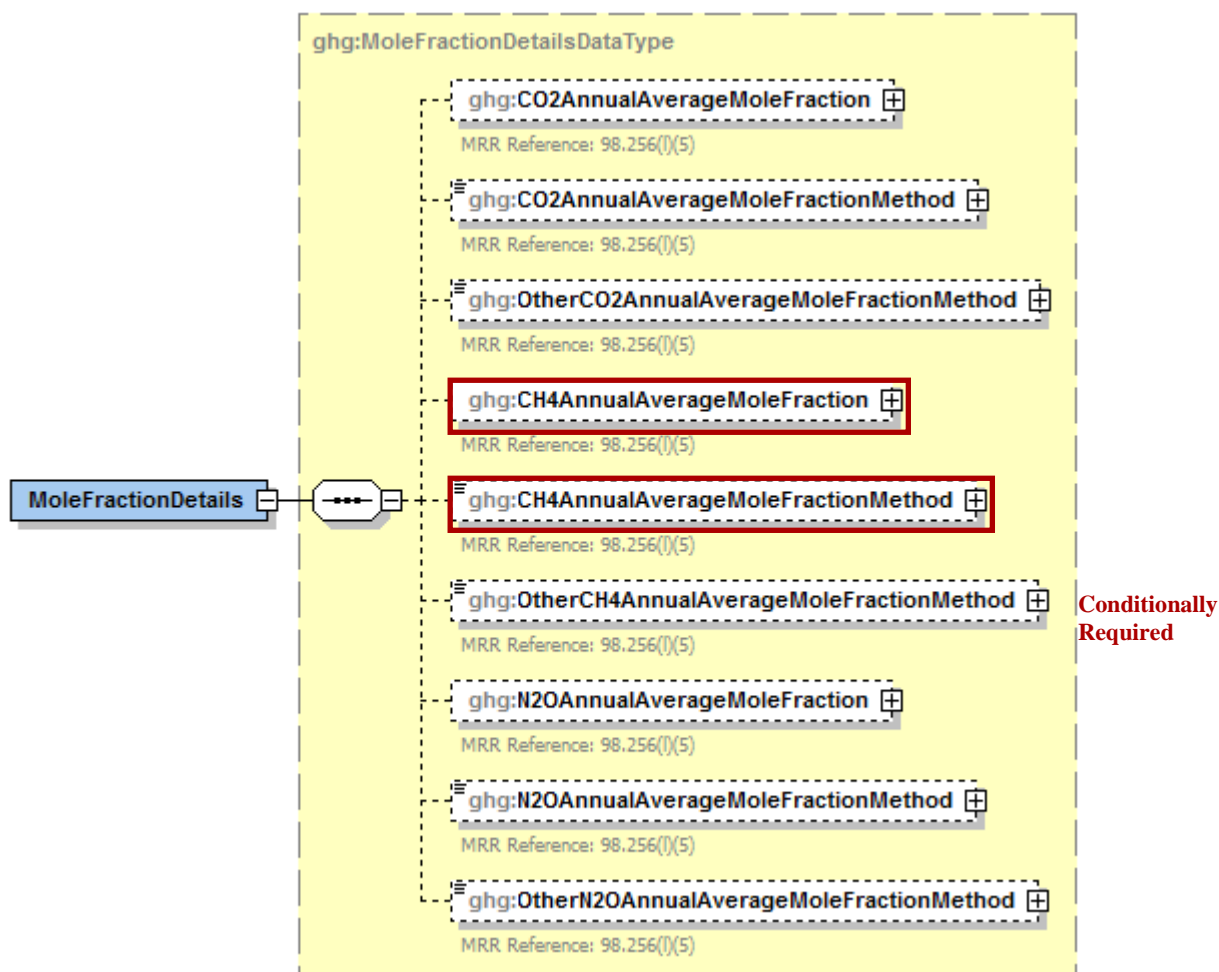 ghg:MoleFractionDetailsDataType
ghg:CO2AnnualAverageMoleFraction
MRR Reference: 98.256(l)(5)
ghg:CO2AnnualAverageMoleFractionMethod
MRR Reference: 98.256(l)(5)
ghg:OtherCO2AnnualAverageMoleFractionMethod
MRR Reference: 98.256(l)(5)
ghg:CH4AnnualAverageMoleFraction
MRR Reference: 98.256(l)(5)
MoleFractionDetails
ghg:CH4AnnualAverageMoleFractionMethod
MRR Reference: 98.256(l)(5)
ghg:OtherCH4AnnualAverageMoleFractionMethod
Conditionally
Required
MRR Reference: 98.256(l)(5)
ghg:N2OAnnualAverageMoleFraction
MRR Reference: 98.256(l)(5)
ghg:N2OAnnualAverageMoleFractionMethod
MRR Reference: 98.256(l)(5)
ghg:OtherN2OAnnualAverageMoleFractionMethod
MRR Reference: 98.256(l)(5)